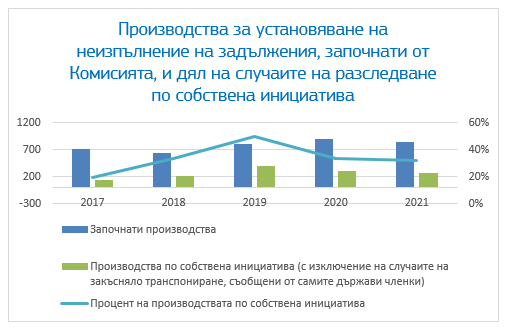 Производства за установяване на
неизпълнение на задължения, започнати от
Комисията, и дял на случаите на разследване
по собствена инициатива
1200 60%
700 40%
200 20%
-300 0%
2017 2018 2019 2020 2021
Започнати производства
Производства по собствена инициатива (с изключение на случаите на
закъсняло транспониране, съобщени от самите държави членки)
Процент на производствата по собствена инициатива